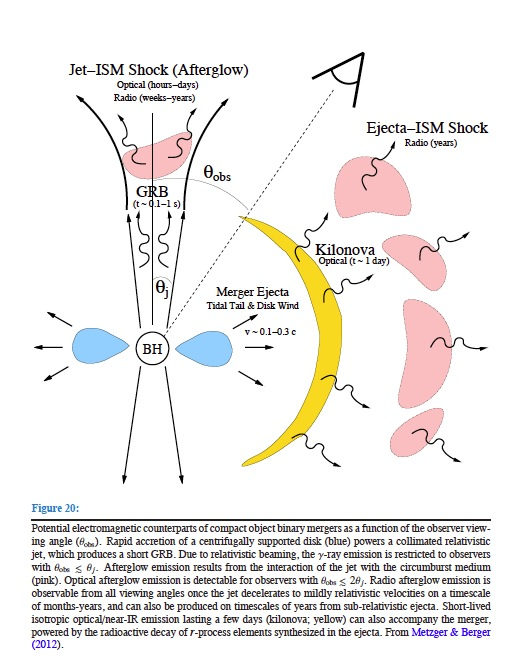 Jet–ISM Shock (Afterglow)
Optical (hours–days)
Radio (weeks–years)
Ejecta–ISM Shock
Radio (years)
θobs
GRB
(t ~ 0.1–1 s)
Kilonova
Optical (t ~ 1 day)
θj
Merger Ejecta
Tidal Tail & Disk Wind
v ~ 0.1–0.3 c
BH
Figure 20:
Potential electromagnetic counterparts of compact object binary mergers as a function of the observer view-
ing angle (θobs). Rapid accretion of a centrifugally supported disk (blue) powers a collimated relativistic
jet, which produces a short GRB. Due to relativistic beaming, the γ-ray emission is restricted to observers
with θobs ≲ θj. Afterglow emission results from the interaction of the jet with the circumburst medium
(pink). Optical afterglow emission is detectable for observers with θobs ≲ 2θj. Radio afterglow emission is
observable from all viewing angles once the jet decelerates to mildly relativistic velocities on a timescale
of months-years, and can also be produced on timescales of years from sub-relativistic ejecta. Short-lived
isotropic optical/near-IR emission lasting a few days (kilonova; yellow) can also accompany the merger,
powered by the radioactive decay of r-process elements synthesized in the ejecta. From Metzger & Berger
(2012).